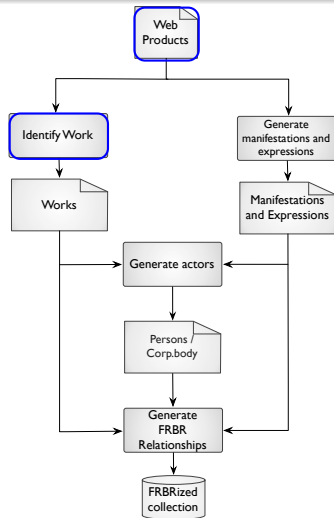 Web
Products
Identify Work
Generate
manifestations and
expressions
Works
Manifestations
and Expressions
Generate actors
Persons /
Corp.body
Generate
FRBR
Relationships
FRBRized
collection